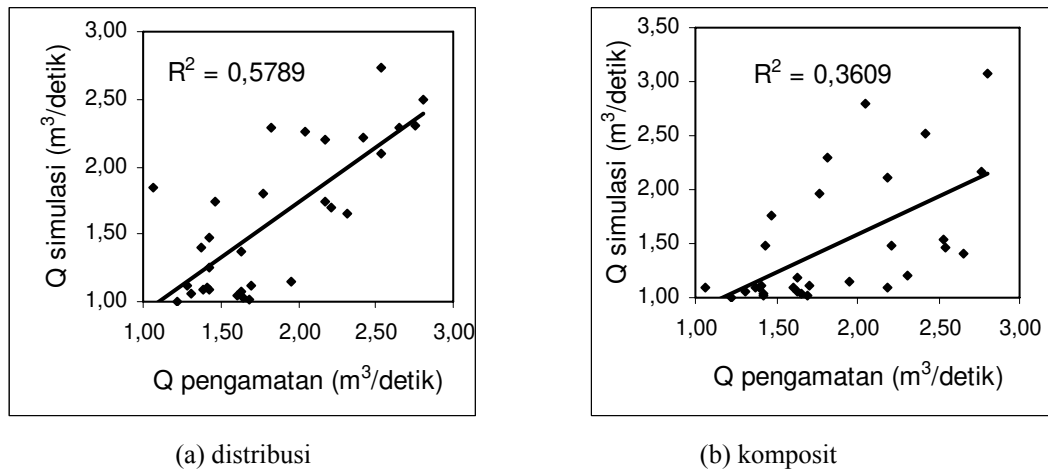 3,00
2,50
2,00
1,50
1,00
Q simulasi (m³/detik)
R² = 0,5789
1,00 1,50 2,00 2,50 3,00
Q pengamatan (m³/detik)
(a) distribusi
3,50
3,00
2,50
2,00
1,50
1,00
Q simulasi (m³/detik)
R² = 0,3609
1,00 1,50 2,00 2,50 3,00
Q pengamatan (m³/detik)
(b) komposit